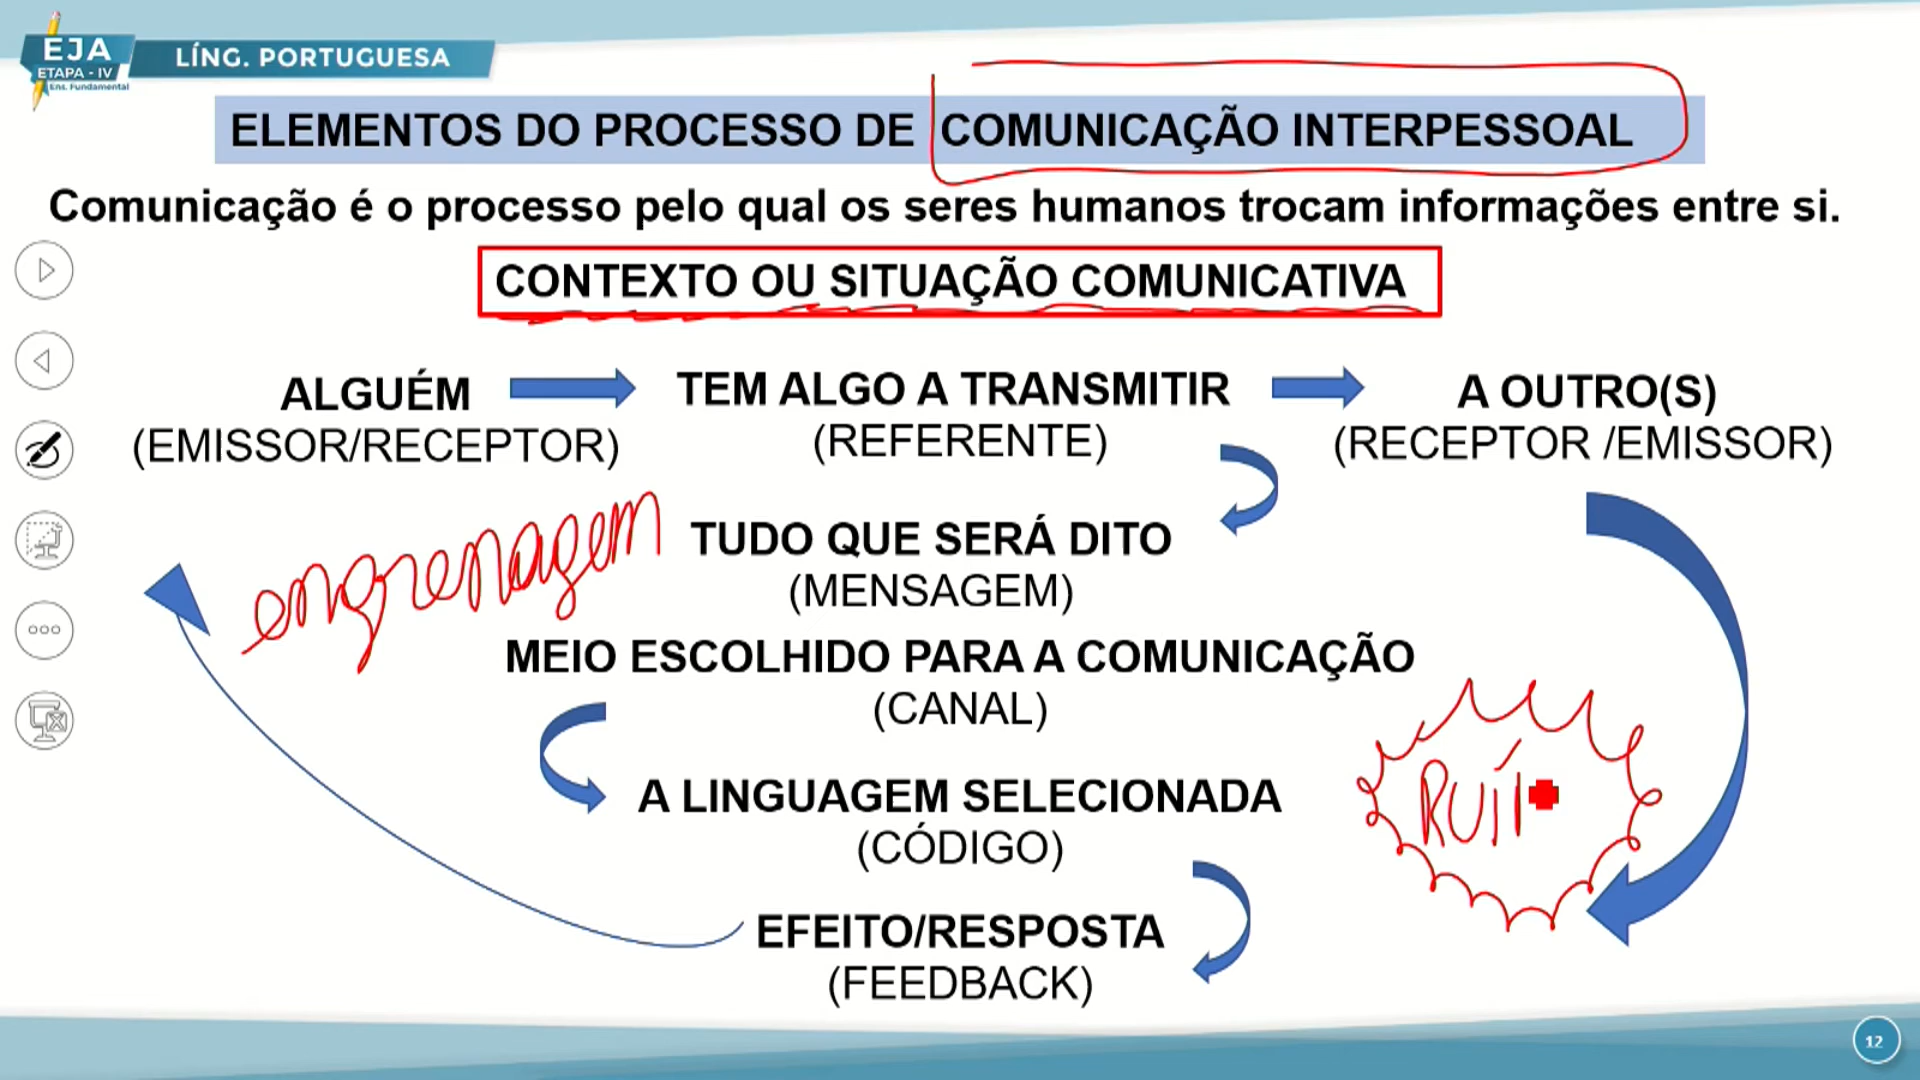 EJA
ETAPA - IV
Ens. Fundamental
LÍNG. PORTUGUESA
ELEMENTOS DO PROCESSO DE COMUNICAÇÃO INTERPESSOAL
Comunicação é o processo pelo qual os seres humanos trocam informações entre si.
CONTEXTO OU SITUAÇÃO COMUNICATIVA
ALGUÉM
(EMISSOR/RECEPTOR)
TEM ALGO A TRANSMITIR
(REFERENTE)
A OUTRO(S)
(RECEPTOR /EMISSOR)
engrenagem
TUDO QUE SERÁ DITO
(MENSAGEM)
MEIO ESCOLHIDO PARA A COMUNICAÇÃO
(CANAL)
RUÍ
A LINGUAGEM SELECIONADA
(CÓDIGO)
EFEITO/RESPOSTA
(FEEDBACK)
12